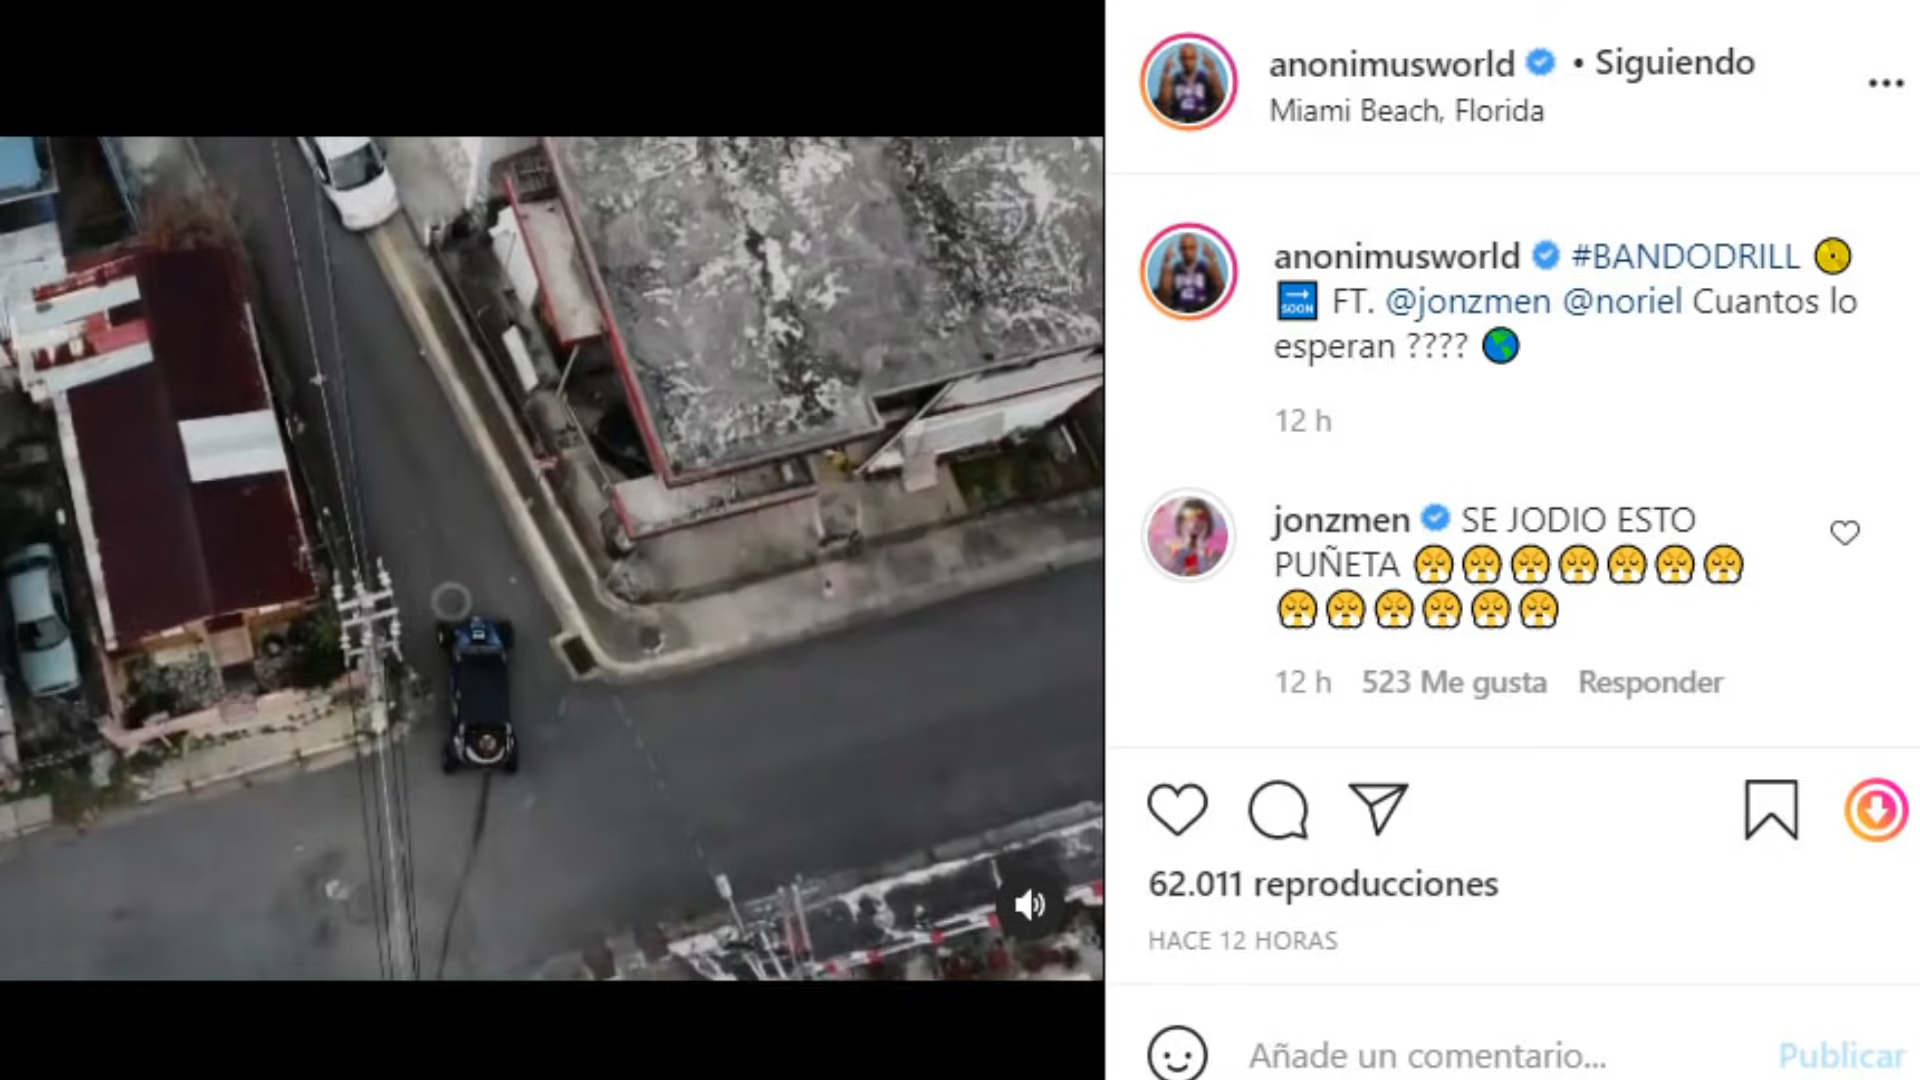 anonimusworld • Siguiendo
Miami Beach, Florida
anonimusworld #BANDODRILL
SOON FT. @jonzmen @noriel Cuantos lo
esperan ????
12 h
jonzmen SE JODIO ESTO
PUÑETA
12 h 523 Me gusta Responder
62.011 reproducciones
HACE 12 HORAS
Añade un comentario... Publicar